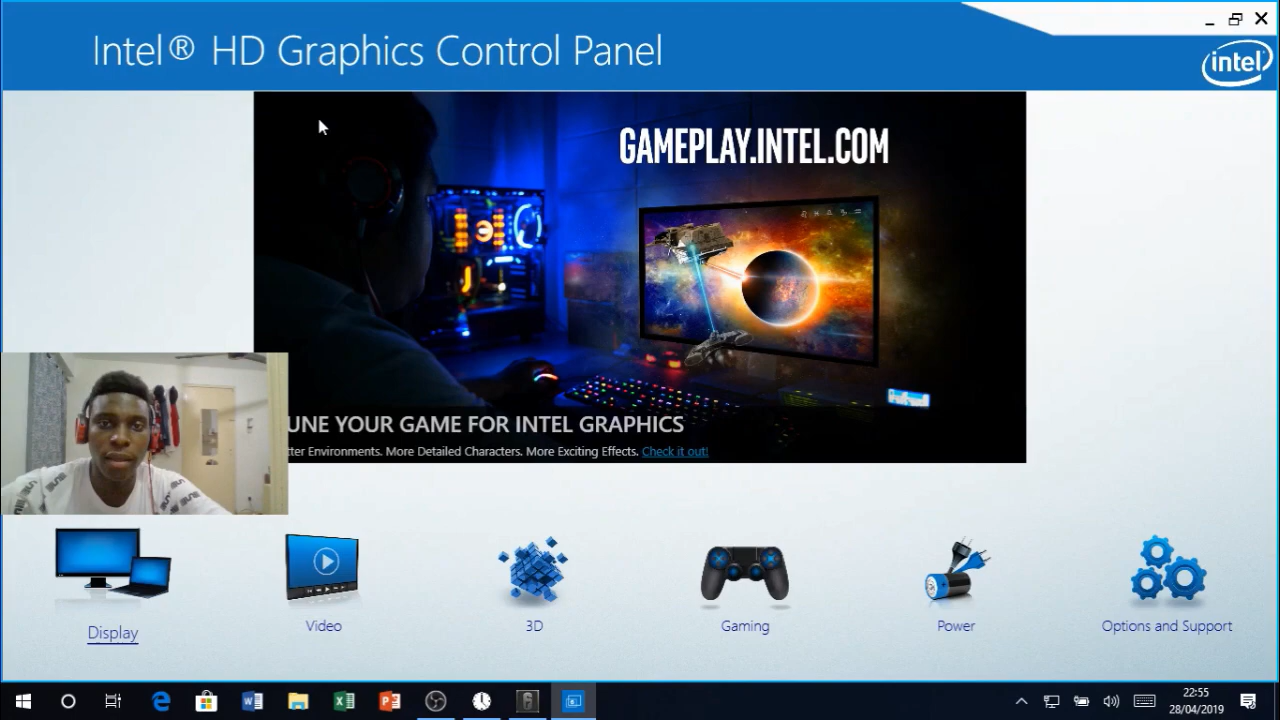 Intel® HD Graphics Control Panel
intel
GAMEPLAY.INTEL.COM
UNE YOUR GAME FOR INTEL GRAPHICS
tter Environments. More Detailed Characters. More Exciting Effects. Check it out!
Display
Video
3D
Gaming
Power
Options and Support
22:55
28/04/2019